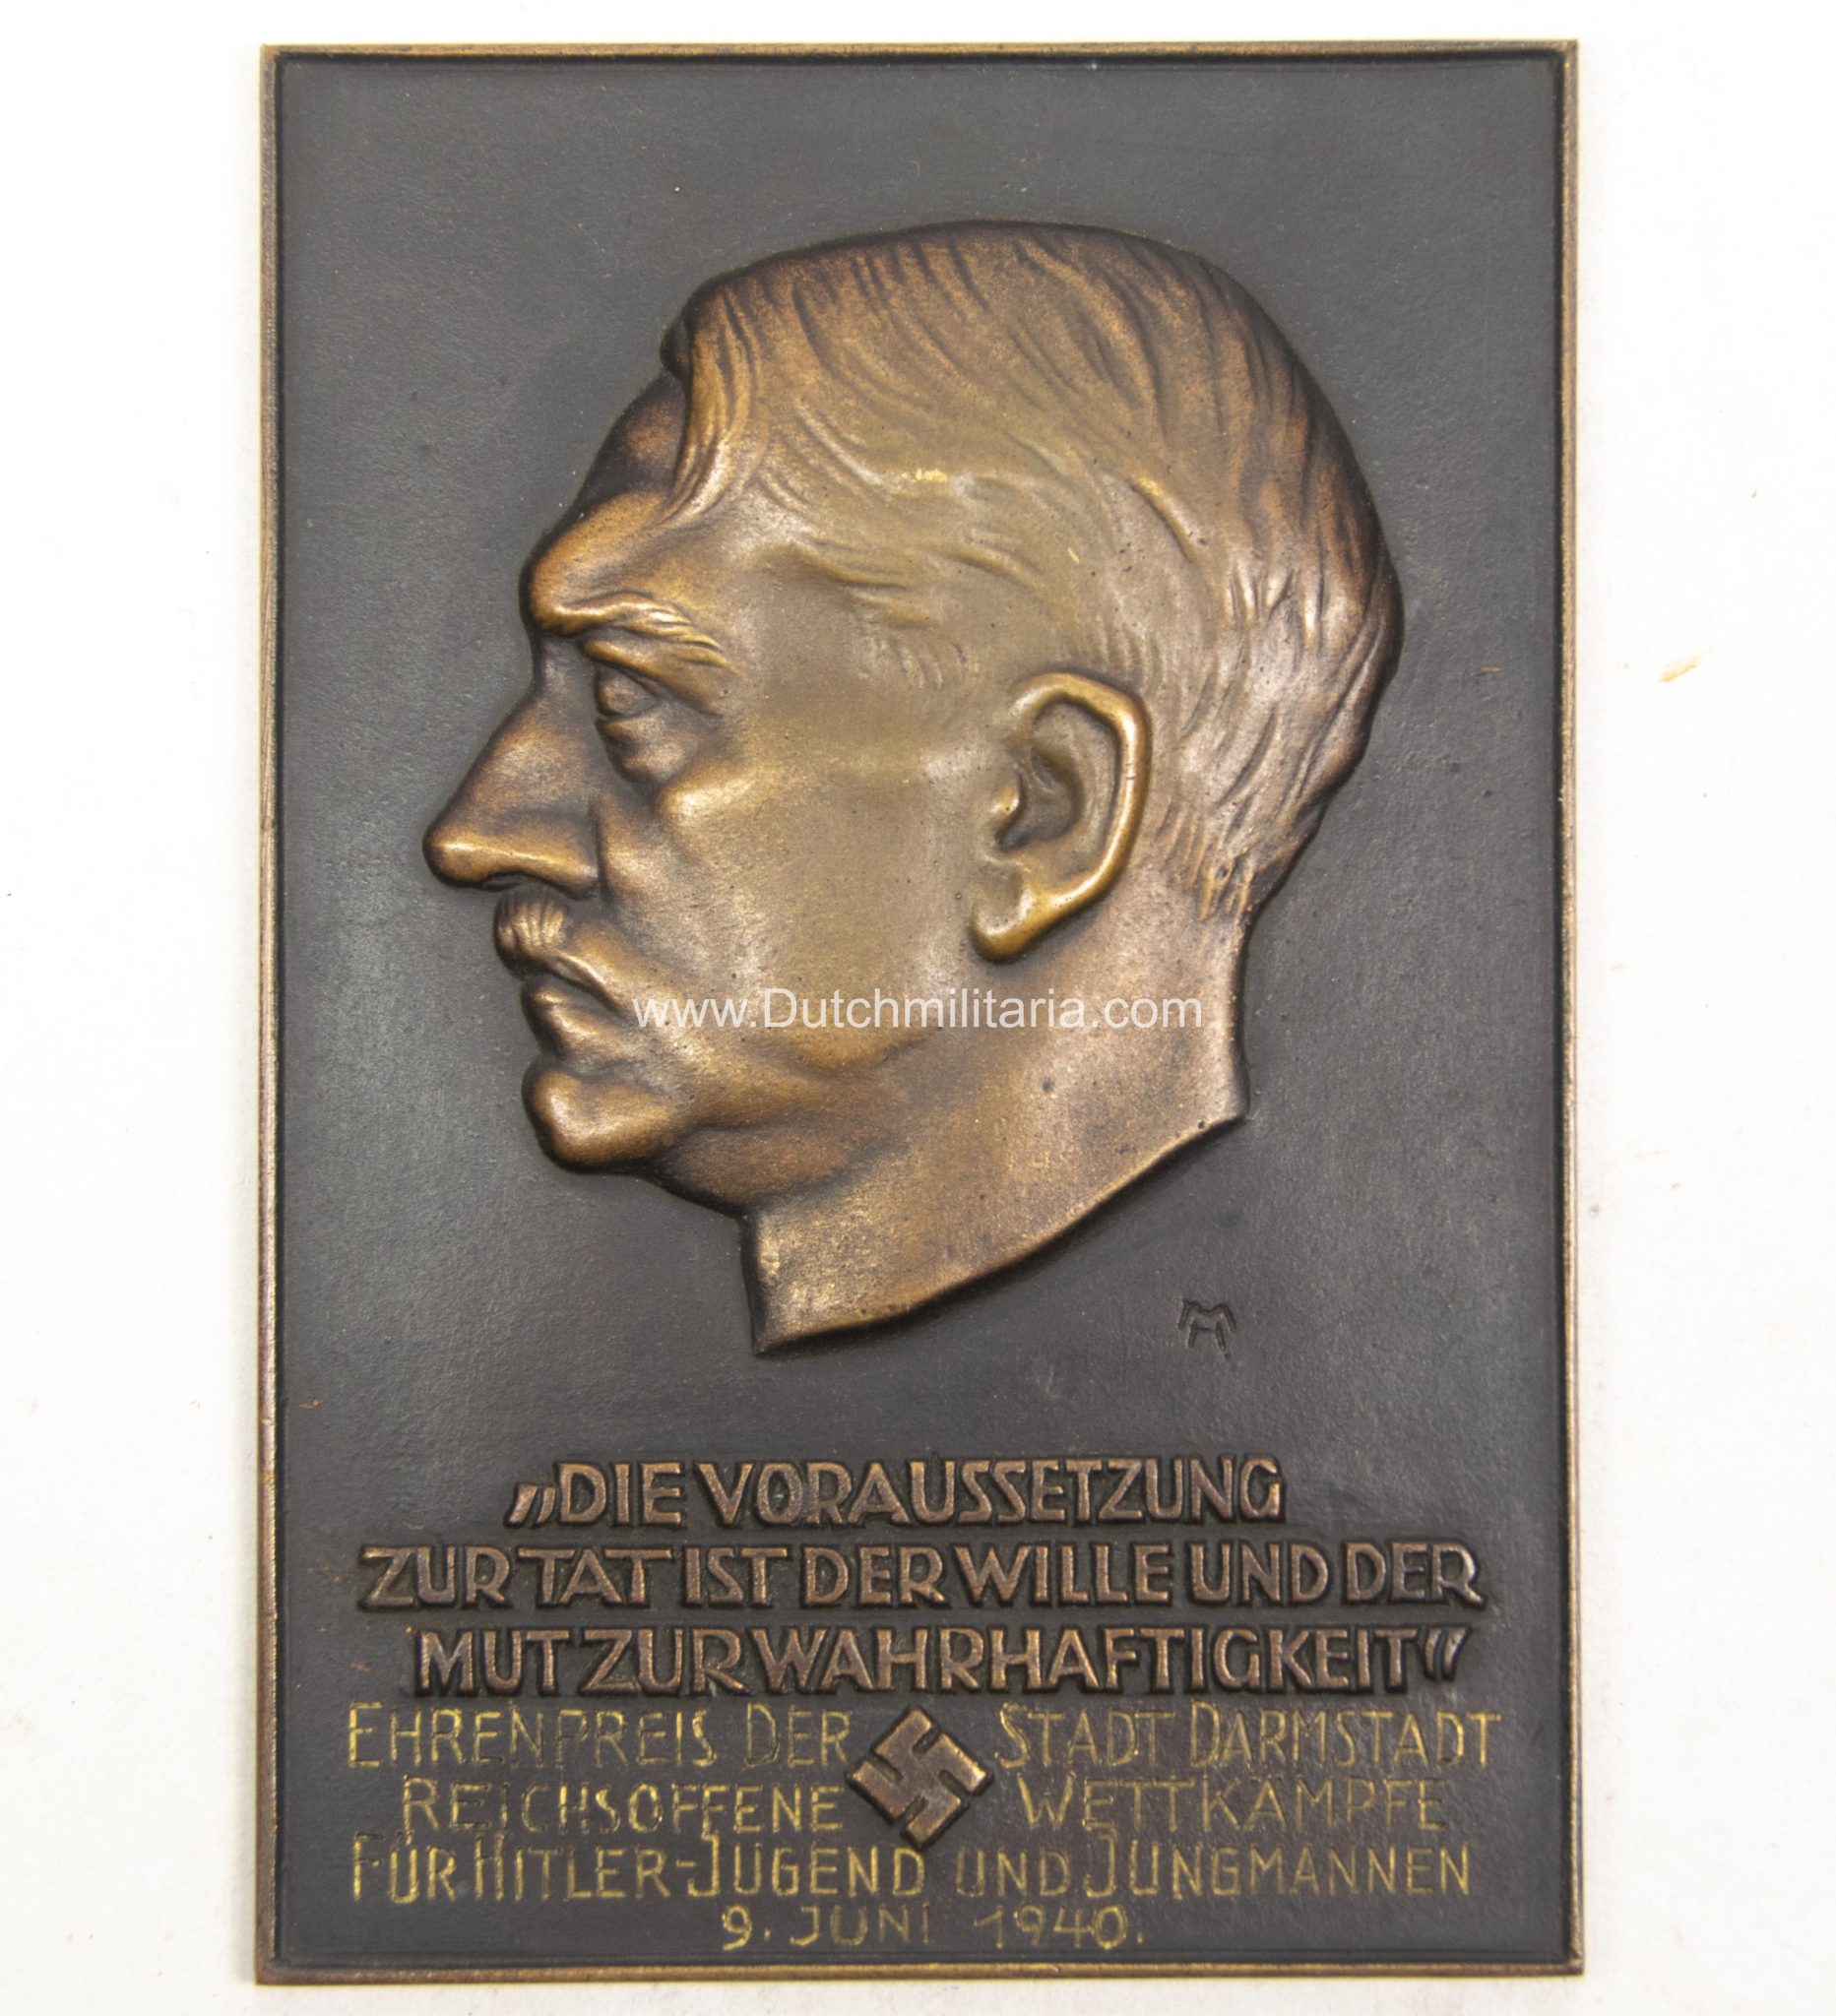 www.Dutchmilitaria.com
M
„DIE VORAUSSETZUNG
ZUR TAT IST DER WILLE UND DER
MUT ZUR WAHRHAFTIGKEIT“
EHRENPREIS DER STADT DARMSTADT
REICHSOFFENE WETTKÄMPFE
FÜR HITLER-JUGEND UND JUNGMANNEN
9. JUNI 1940.